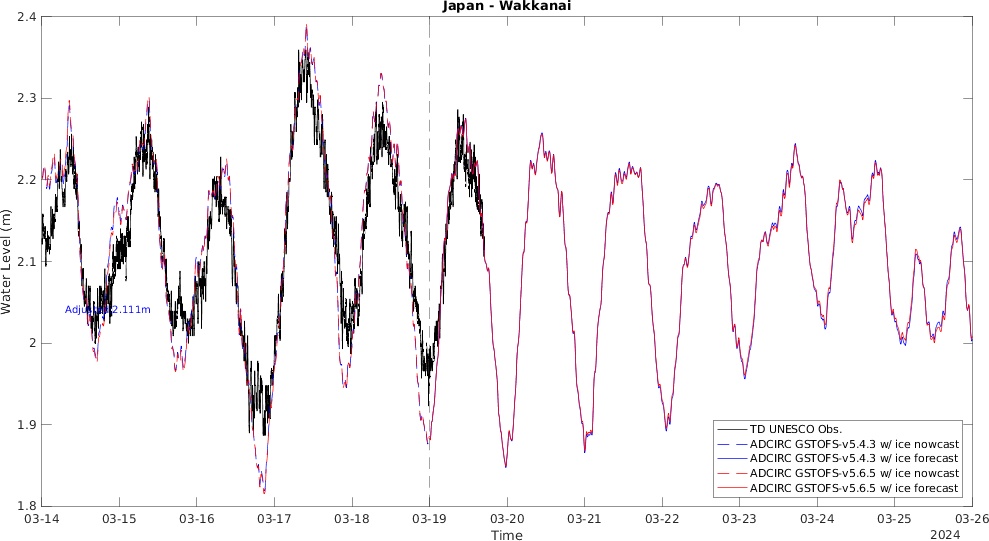 Japan - Wakkanai
2.4
2.3
2.2
2.1
2
1.9
1.8
Water Level (m)
2.111m
TD UNESCO Obs.
ADCIRC GSTOFS-v5.4.3 w/ ice nowcast
ADCIRC GSTOFS-v5.4.3 w/ ice forecast
ADCIRC GSTOFS-v5.6.5 w/ ice nowcast
ADCIRC GSTOFS-v5.6.5 w/ ice forecast
03-14 03-15 03-16 03-17 03-18 03-19 03-20 03-21 03-22 03-23 03-24 03-25 03-26
Time
2024